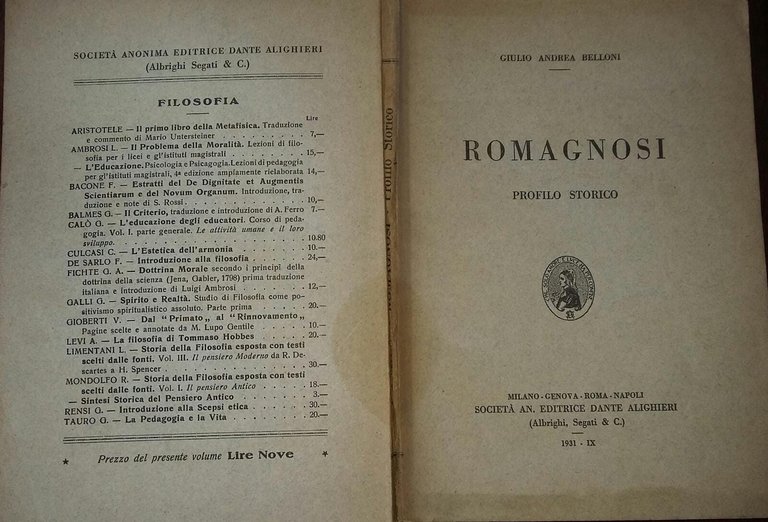 SOCIETÀ ANONIMA EDITRICE DANTE ALIGHIERI
(Albrighi Segati & C.)
FILOSOFIA
Lire
ARISTOTELE — Il primo libro della Metafisica. Traduzione
e commento di Mario Untersteiner . . . . . . . . . 7,—
AMBROSI L. — Il Problema della Moralità. Lezioni di filo-
sofia per i licei e gl'istituti magistrali . . . . . . . 15,—
— L'Educazione. Psicologia e Psicagogia. Lezioni di pedagogia
per gl'istituti magistrali, 4ª edizione ampiamente rielaborata 14,—
BACONE F. — Estratti del De Dignitate et Augmentis
Scientiarum e del Novum Organum. Introduzione, tra-
duzione e note di S. Rossi. . . . . . . . . . . . 10,—
BALMES G. — Il Criterio, traduzione e introduzione di A. Ferro 7.—
CALÒ G. — L'educazione degli educatori. Corso di peda-
gogia. Vol. I. parte generale. Le attività umane e il loro
sviluppo. . . . . . . . . . . . . . . . . 10.80
CULCASI C. — L'Estetica dell'armonia . . . . . . . 10.—
DE SARLO F. — Introduzione alla filosofia . . . . . . 24,—
FICHTE G. A. — Dottrina Morale secondo i principi della
dottrina della scienza (Jena, Gabler, 1798) prima traduzione
italiana e introduzione di Luigi Ambrosi . . . . . . 12,—
GALLI G. — Spirito e Realtà. Studio di Filosofia come po-
sitivismo spiritualistico assoluto. Parte prima . . . . . 20.—
GIOBERTI V. — Dal "Primato„ al "Rinnovamento„
Pagine scelte e annotate da M. Lupo Gentile . . . . . 10.—
LEVI A. — La filosofia di Tommaso Hobbes . . . . . 20.—
LIMENTANI L. — Storia della Filosofia esposta con testi
scelti dalle fonti. Vol. III. Il pensiero Moderno da R. De-
scartes a H. Spencer . . . . . . . . . . . . . 30.—
MONDOLFO R. — Storia della Filosofia esposta con testi
scelti dalle fonti. Vol. I. Il pensiero Antico . . . . . 18.—
— Sintesi Storica del Pensiero Antico . . . . . . . 3.—
RENSI G. — Introduzione alla Scepsi etica . . . . . . 30.—
TAURO G. — La Pedagogia e la Vita . . . . . . . . 20.—
* Prezzo del presente volume Lire Nove *
ROMAGNOSI - Profilo Storico
GIULIO ANDREA BELLONI
ROMAGNOSI
PROFILO STORICO
MILANO - GENOVA - ROMA - NAPOLI
SOCIETÀ AN. EDITRICE DANTE ALIGHIERI
(Albrighi, Segati & C.)
1931 - IX